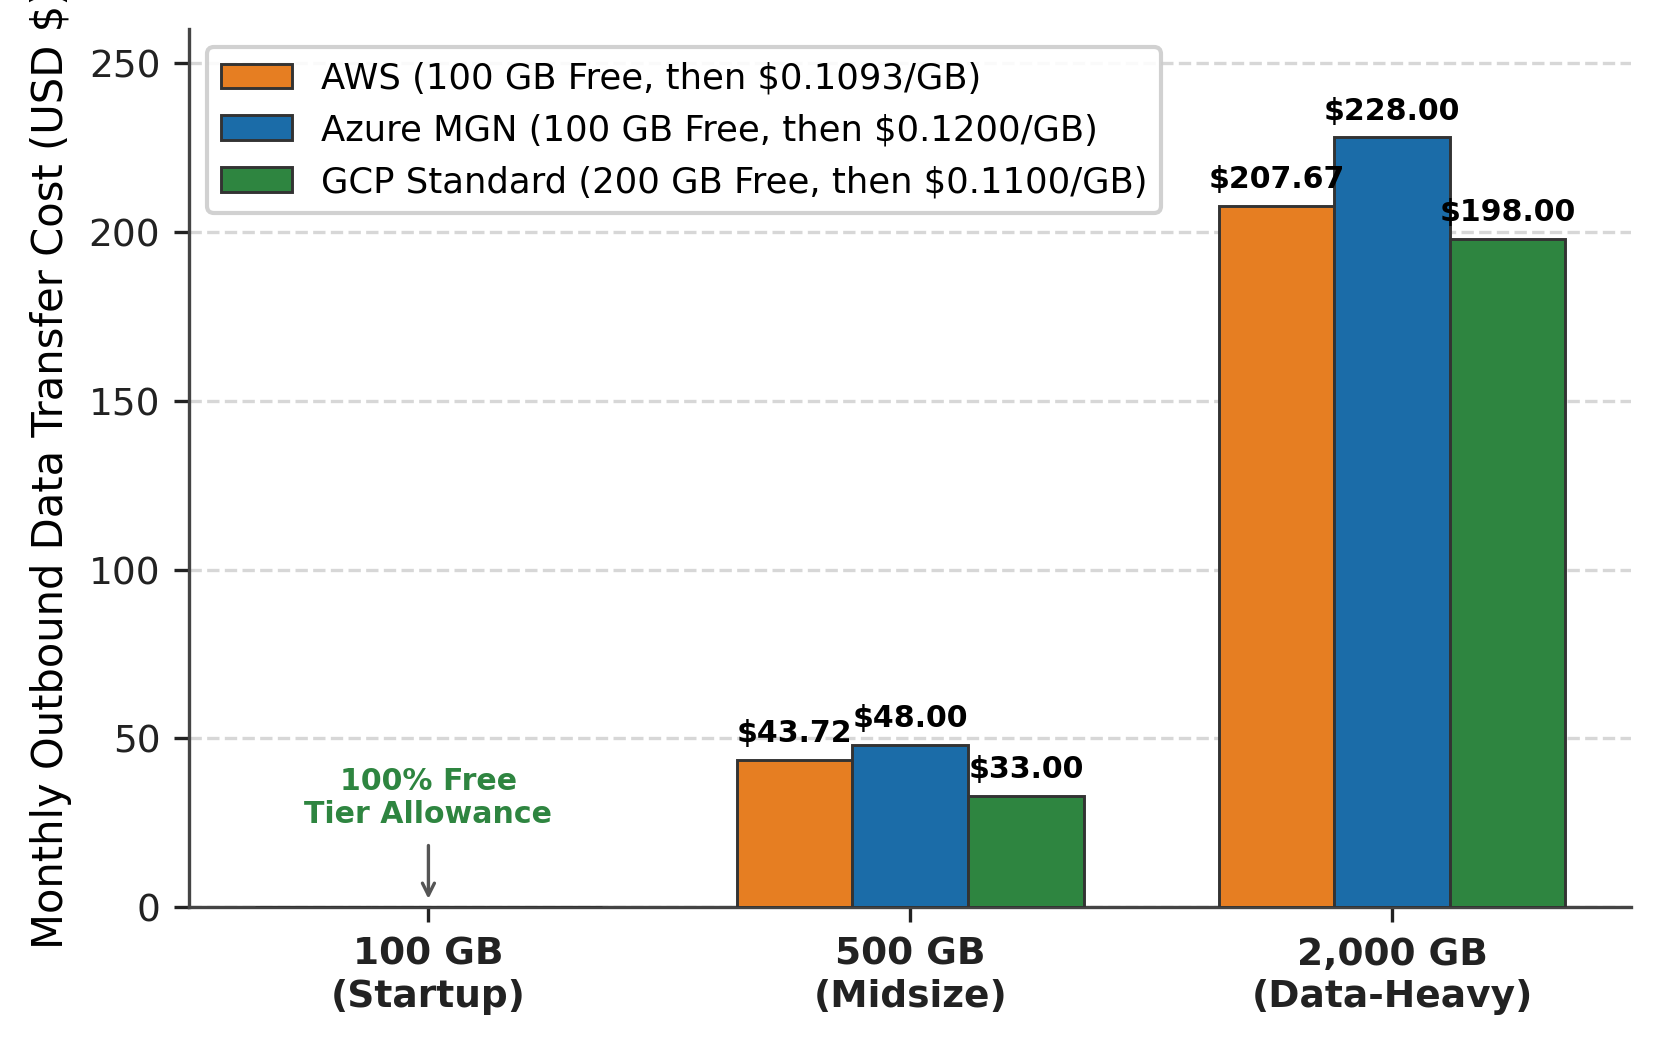 Monthly Outbound Data Transfer Cost (USD $)
250
200
150
100
50
0
AWS (100 GB Free, then $0.1093/GB)
Azure MGN (100 GB Free, then $0.1200/GB)
GCP Standard (200 GB Free, then $0.1100/GB)
100% Free
Tier Allowance
$43.72
$48.00
$33.00
$207.67
$228.00
$198.00
100 GB
(Startup)
500 GB
(Midsize)
2,000 GB
(Data-Heavy)